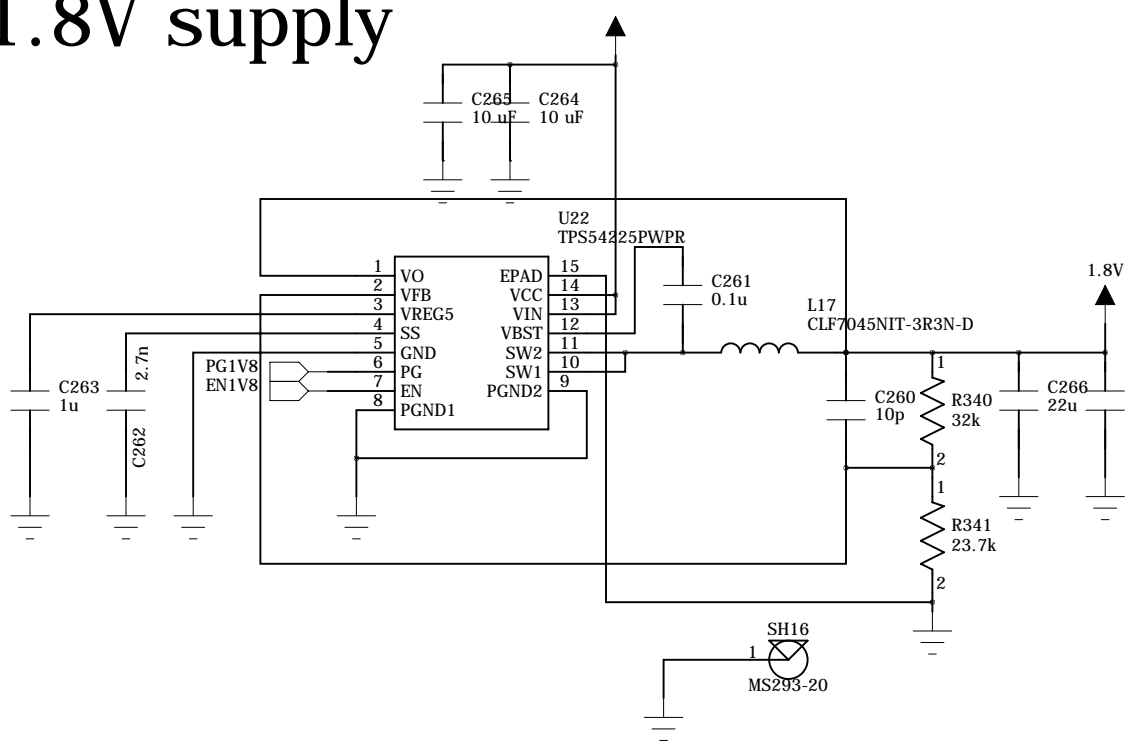 1.8V supply
C265
10 uF
C264
10 uF
U22
TPS54225PWPR
1 VO
2 VFB
3 VREG5
4 SS
5 GND
6 PG
7 EN
8 PGND1
EPAD 15
VCC 14
VIN 13
VBST 12
SW2 11
SW1 10
PGND2 9
PG1V8
EN1V8
C261
0.1u
L17
CLF7045NIT-3R3N-D
1.8V
C263
1u
2.7n
C262
C260
10p
1
R340
32k
2
C266
22u
1
R341
23.7k
2
SH16
1
MS293-20